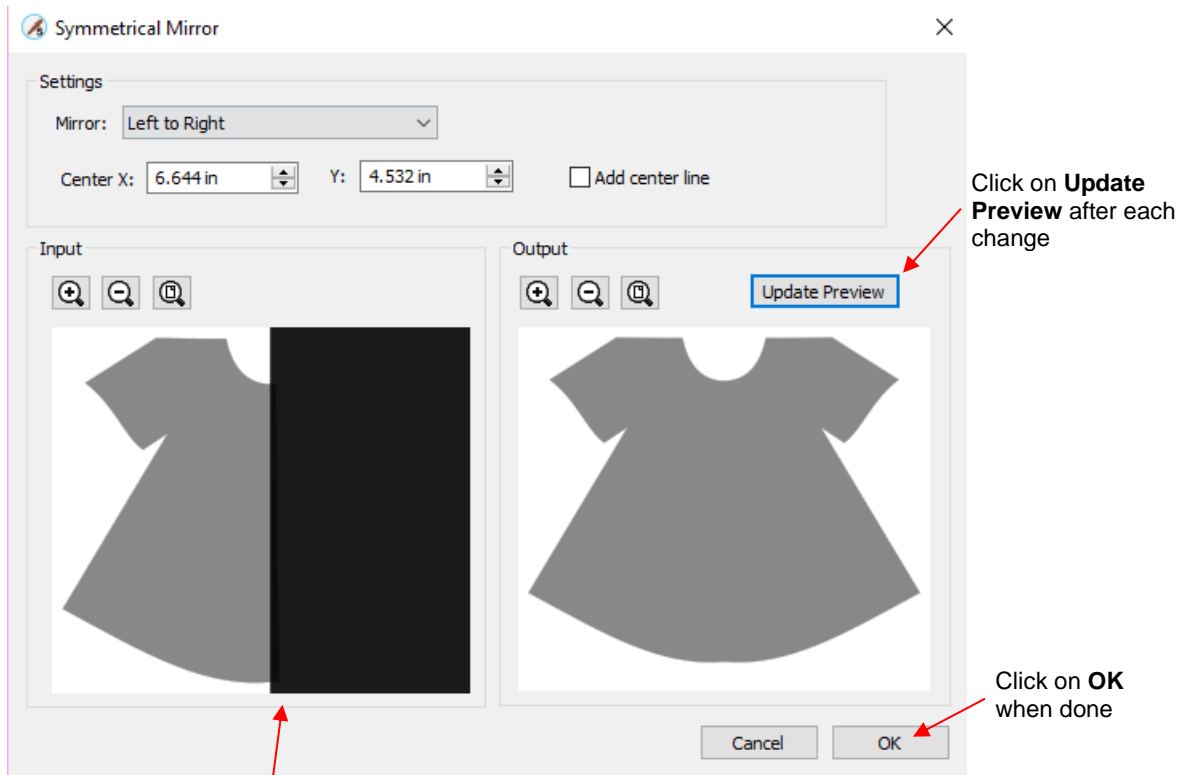 Symmetrical Mirror
Settings
Mirror: Left to Right
Center X: 6.644 in Y: 4.532 in Add center line
Click on Update
Preview after each
change
Input
Output
Update Preview
Click on OK
when done
Cancel
OK